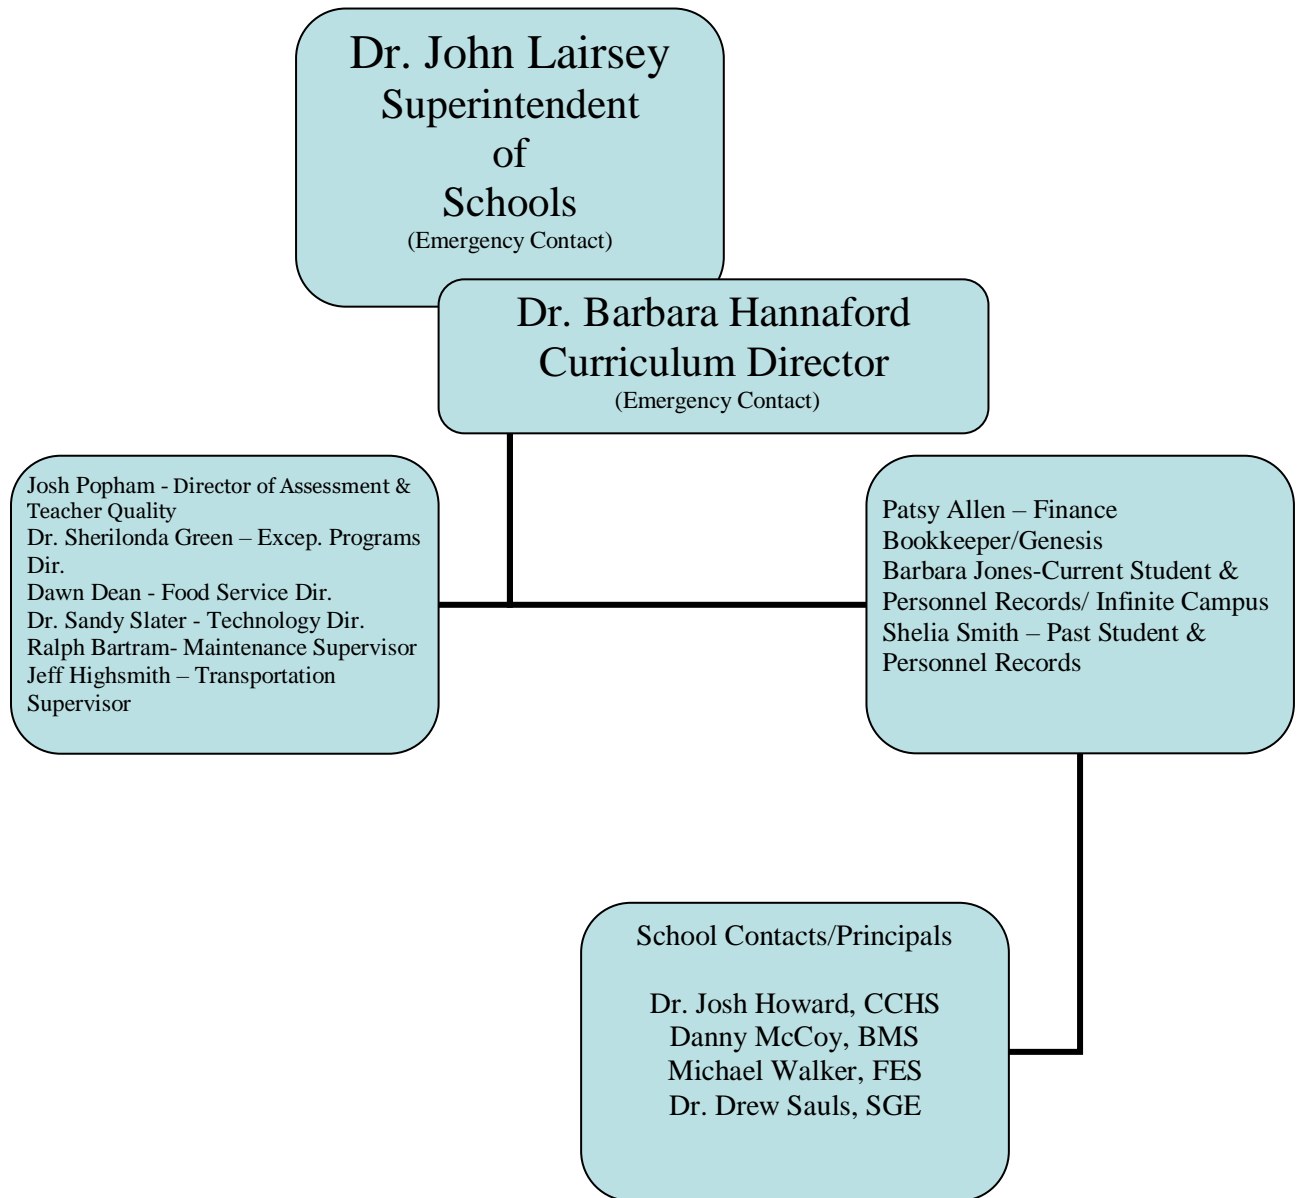 Dr. John Lairsey
Superintendent
of
Schools
(Emergency Contact)
Dr. Barbara Hannaford
Curriculum Director
(Emergency Contact)
Josh Popham - Director of Assessment &
Teacher Quality
Dr. Sherilonda Green – Excep. Programs
Dir.
Dawn Dean - Food Service Dir.
Dr. Sandy Slater - Technology Dir.
Ralph Bartram- Maintenance Supervisor
Jeff Highsmith – Transportation
Supervisor
Patsy Allen – Finance
Bookkeeper/Genesis
Barbara Jones-Current Student &
Personnel Records/ Infinite Campus
Shelia Smith – Past Student &
Personnel Records
School Contacts/Principals
Dr. Josh Howard, CCHS
Danny McCoy, BMS
Michael Walker, FES
Dr. Drew Sauls, SGE